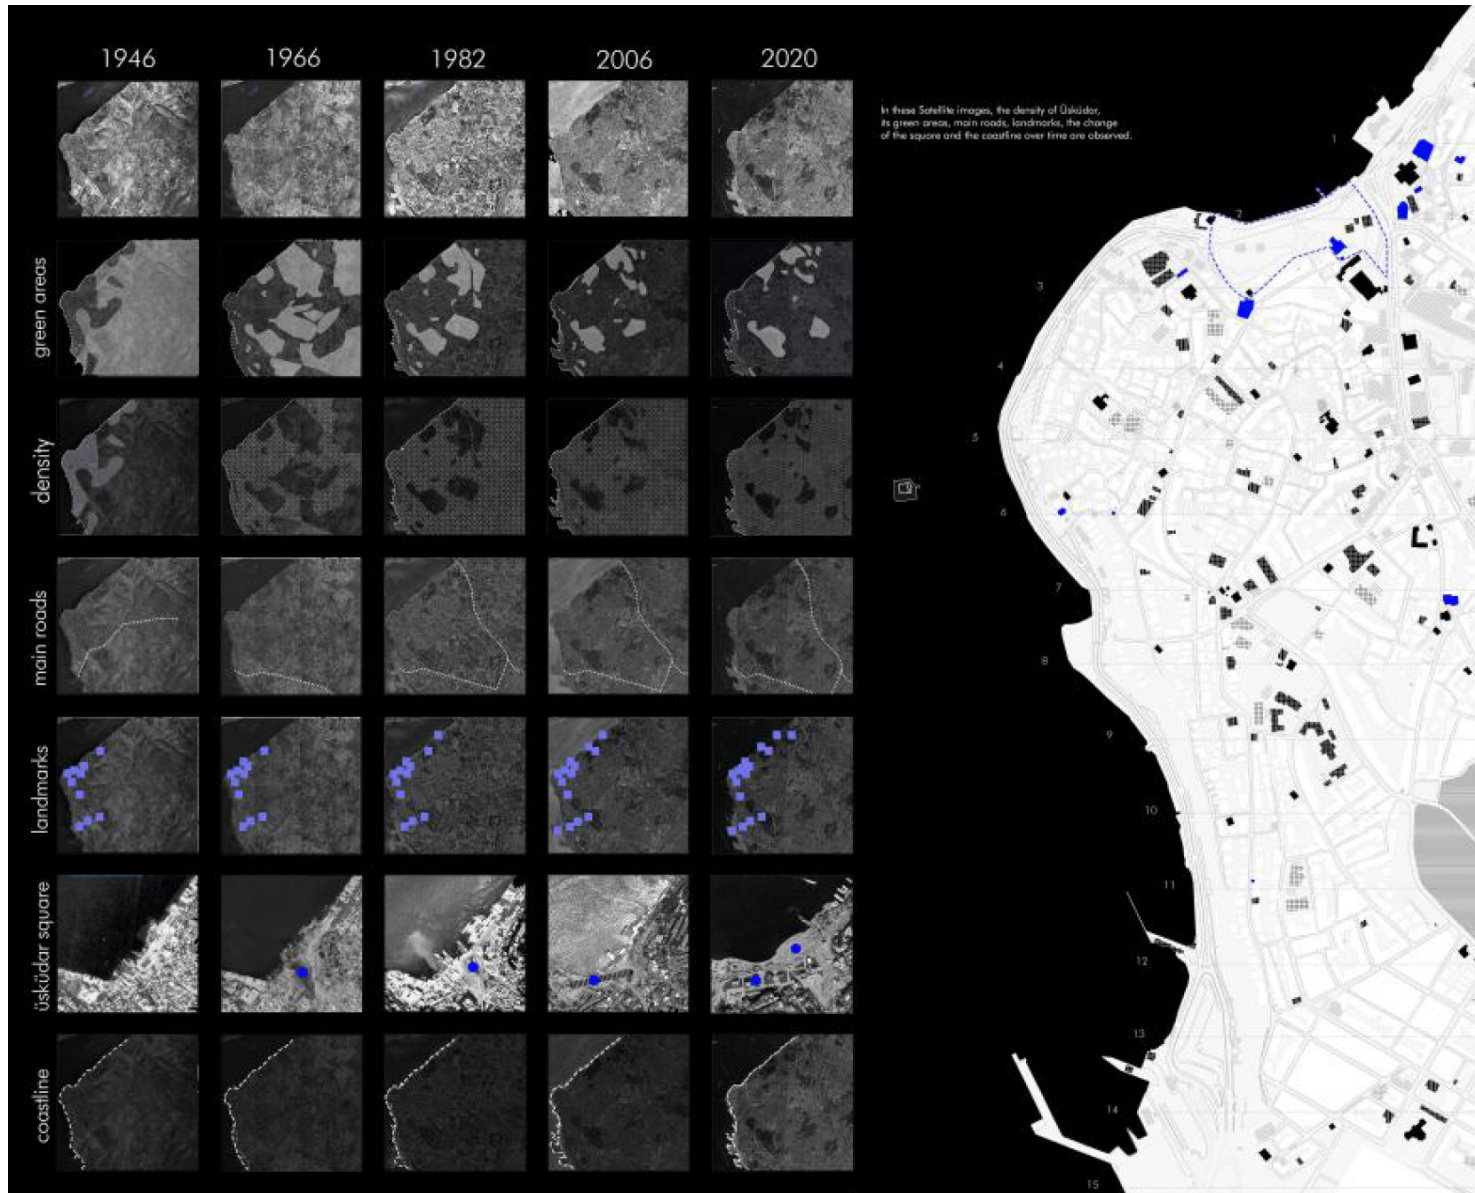 1946 1966 1982 2006 2020
In these Satellite images, the density of Üsküdar,
its green areas, main roads, landmarks, the change
of the square and the coastline over time are observed.
green areas
density
main roads
landmarks
üsküdar square
coastline
1
2
3
4
5
6
7
8
9
10
11
12
13
14
15